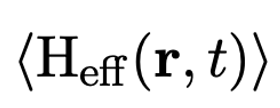 ⟨H_eff(r, t)⟩